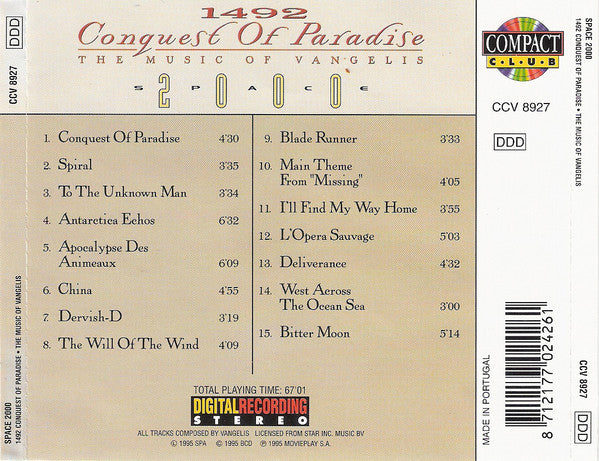 DDD
CCV 8927
SPACE 2000
1492 CONQUEST OF PARADISE • THE MUSIC OF VANGELIS
1492
Conquest Of Paradise
THE MUSIC OF VANGELIS
SPACE
2000
1. Conquest Of Paradise 4'30
2. Spiral 3'35
3. To The Unknown Man 3'34
4. Antarctica Echos 6'32
5. Apocalypse Des
Animeaux 6'09
6. China 4'55
7. Dervish-D 3'19
8. The Will Of The Wind 4'09
9. Blade Runner 3'33
10. Main Theme
From "Missing" 4'05
11. I'll Find My Way Home 3'55
12. L'Opera Sauvage 5'03
13. Deliverance 4'32
14. West Across
The Ocean Sea 3'00
15. Bitter Moon 5'14
TOTAL PLAYING TIME: 67'01
DIGITAL RECORDING
STEREO
ALL TRACKS COMPOSED BY VANGELIS LICENSED FROM STAR INC. MUSIC BV
© 1995 SPA © 1995 BCD ℗ 1995 MOVIEPLAY S.A.
COMPACT
CLUB
CCV 8927
DDD
MADE IN PORTUGAL
8 712177 024261
SPACE 2000
1492 CONQUEST OF PARADISE • THE MUSIC OF VANGELIS
CCV 8927
DDD